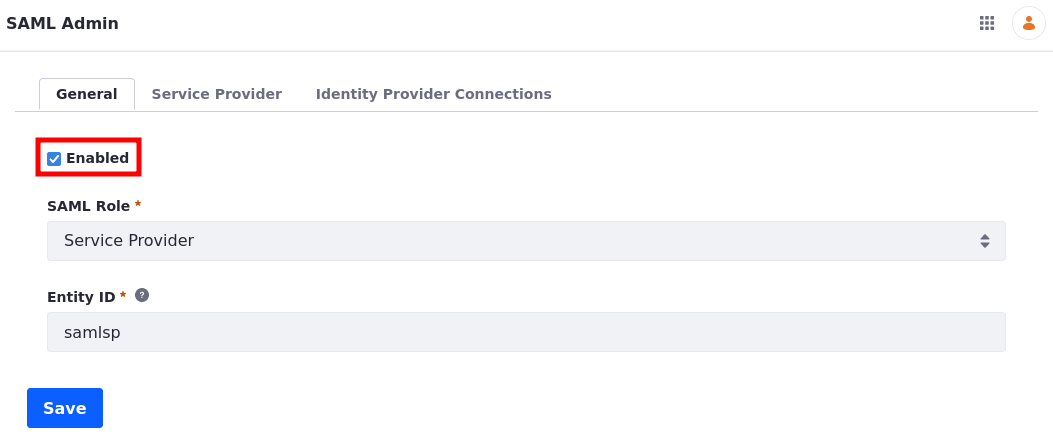 SAML Admin
General Service Provider Identity Provider Connections
Enabled
SAML Role *
Service Provider
Entity ID * ?
samlsp
Save